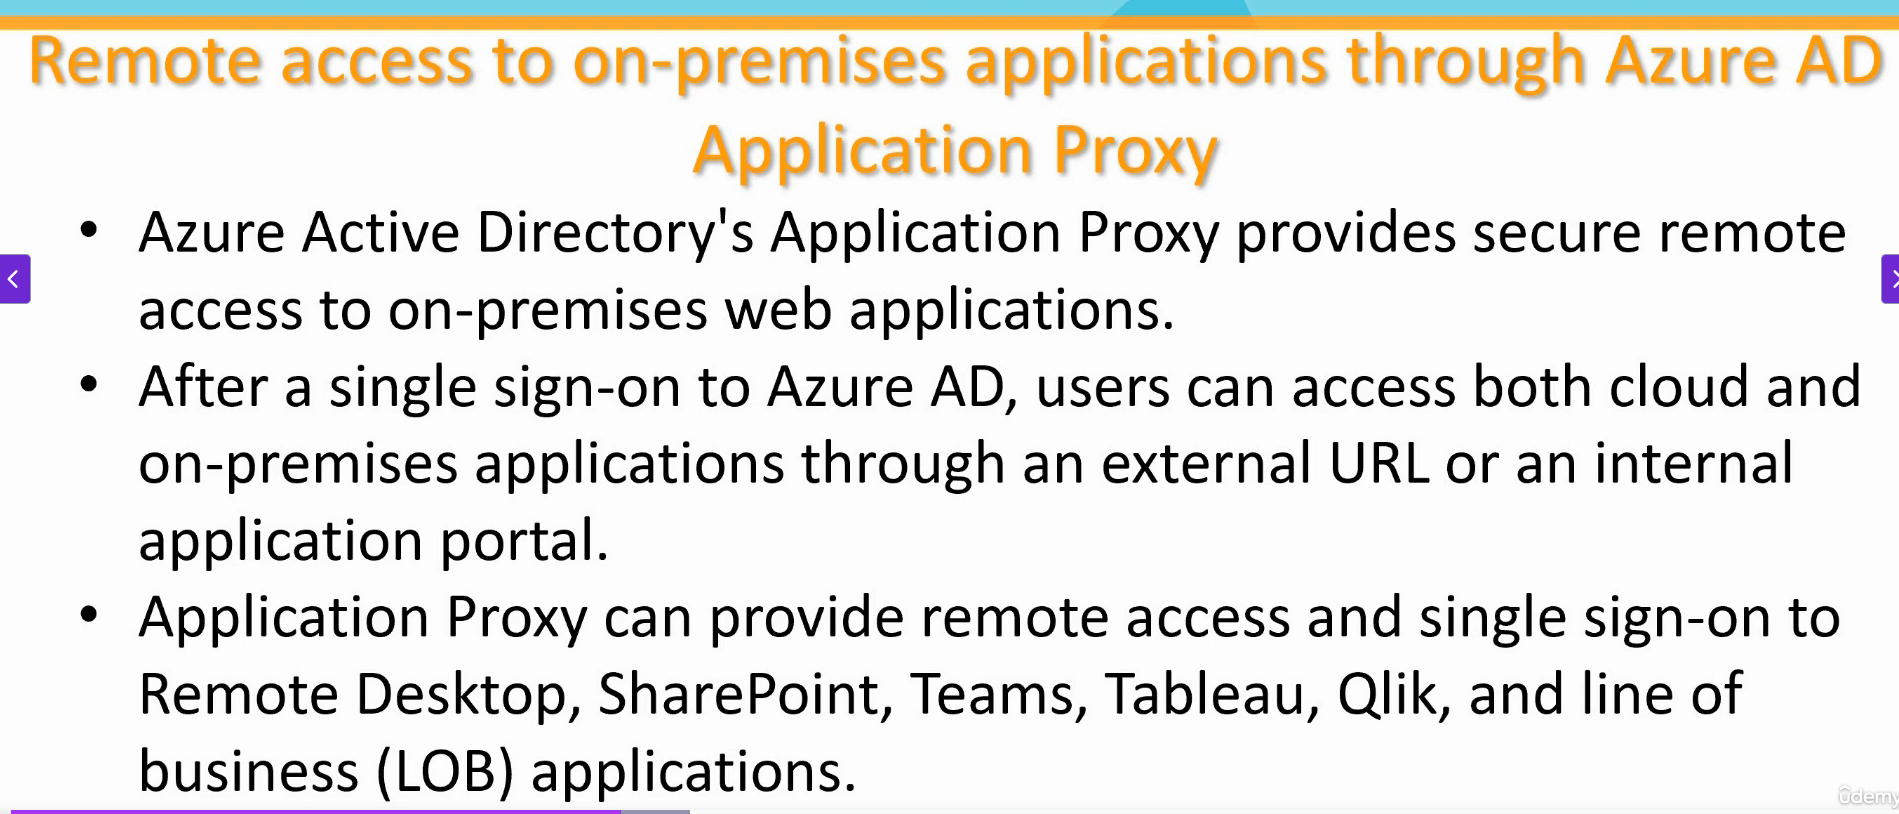 Remote access to on-premises applications through Azure AD
Application Proxy
• Azure Active Directory's Application Proxy provides secure remote
access to on-premises web applications.
• After a single sign-on to Azure AD, users can access both cloud and
on-premises applications through an external URL or an internal
application portal.
• Application Proxy can provide remote access and single sign-on to
Remote Desktop, SharePoint, Teams, Tableau, Qlik, and line of
business (LOB) applications.
ûdemy